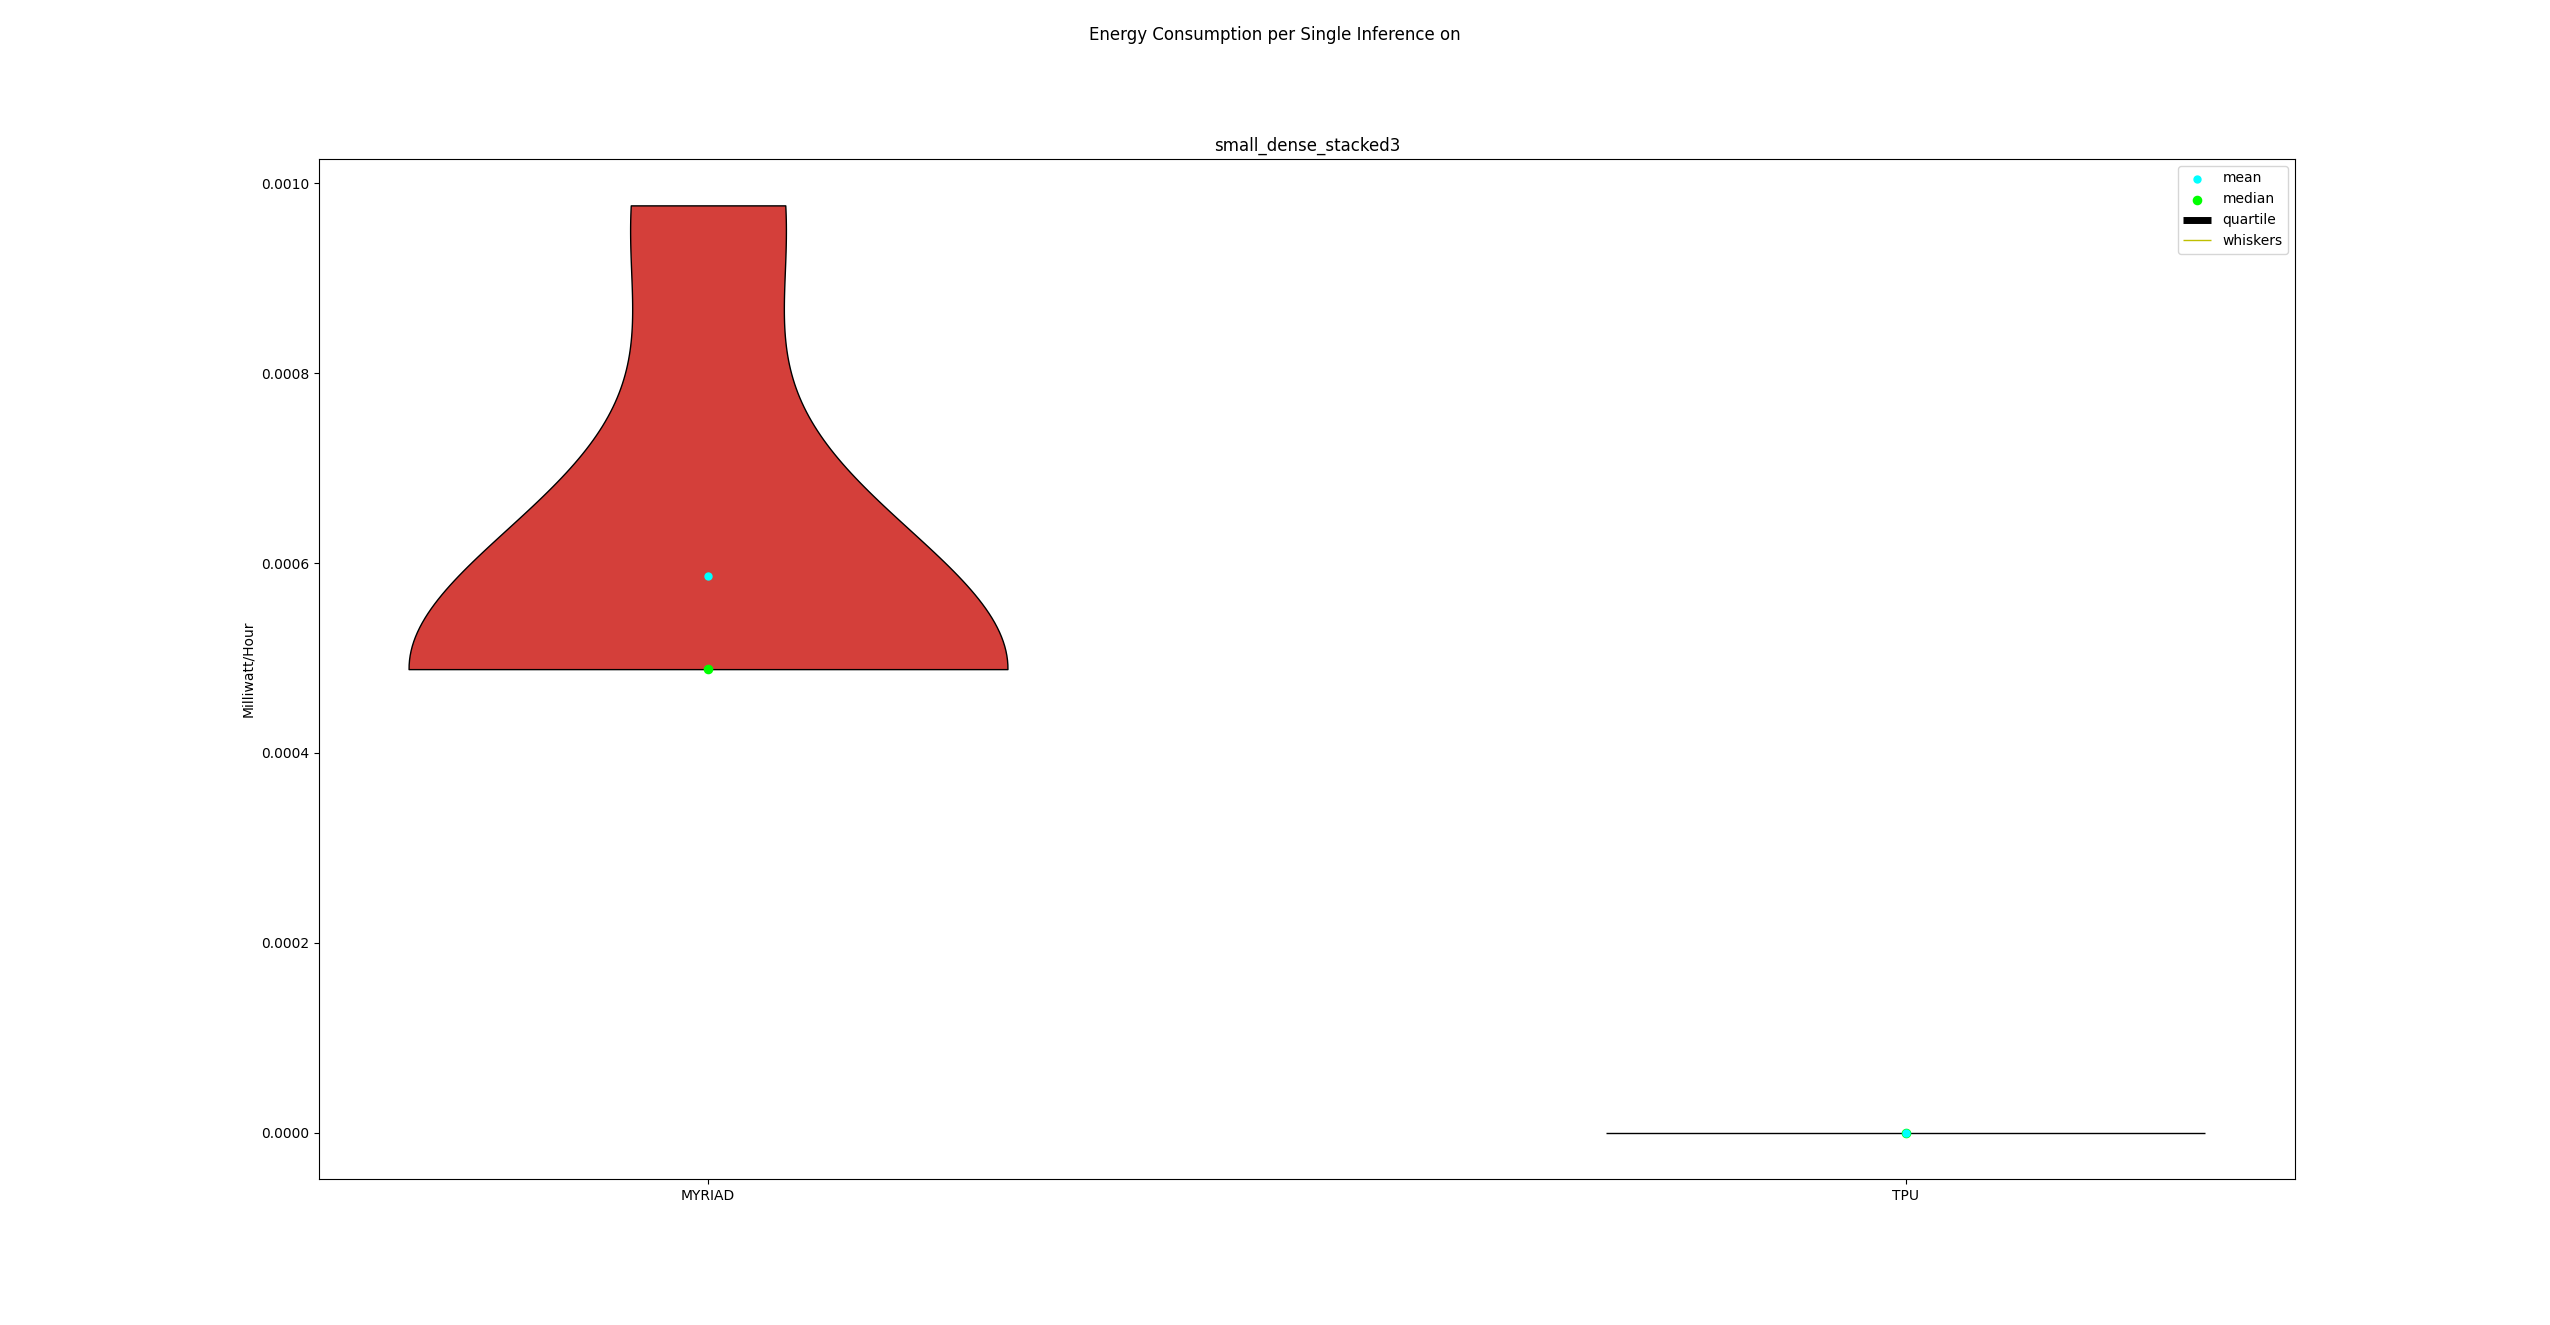 Energy Consumption per Single Inference on
small_dense_stacked3
mean
median
quartile
whiskers
0.0010
0.0008
0.0006
0.0004
0.0002
0.0000
Milliwatt/Hour
MYRIAD
TPU